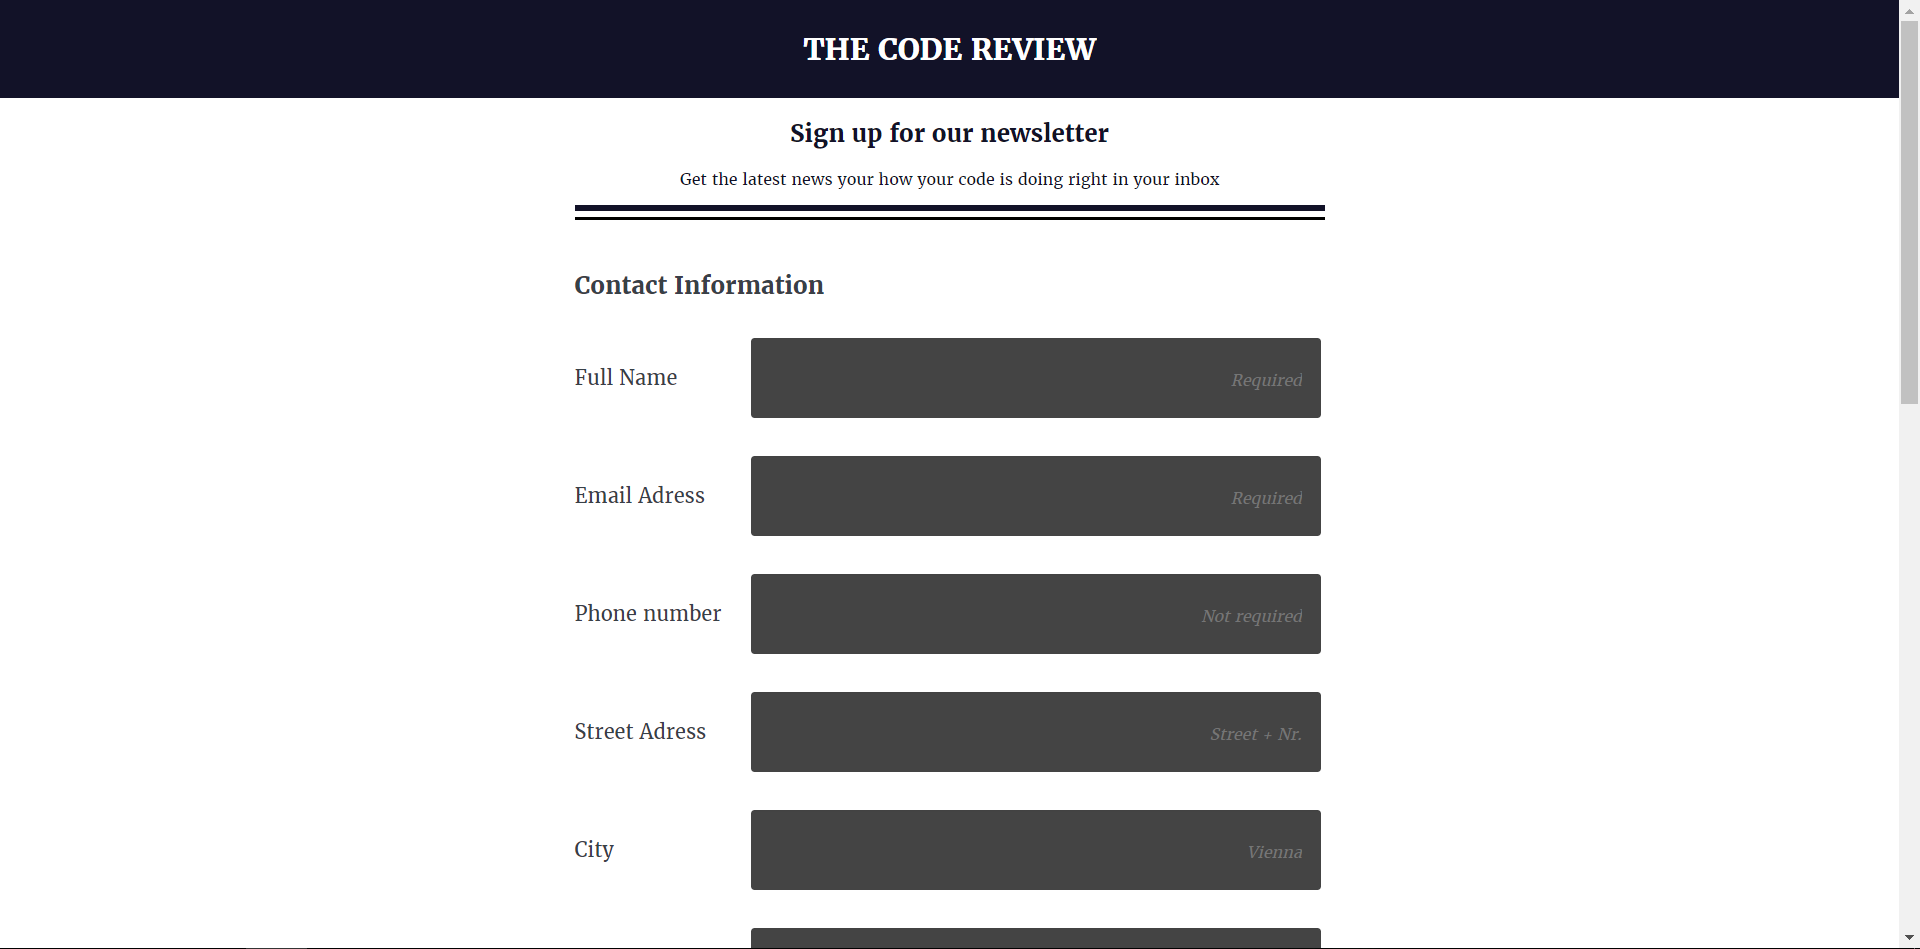 THE CODE REVIEW
Sign up for our newsletter
Get the latest news your how your code is doing right in your inbox
Contact Information
Full Name
Required
Email Adress
Required
Phone number
Not required
Street Adress
Street + Nr.
City
Vienna